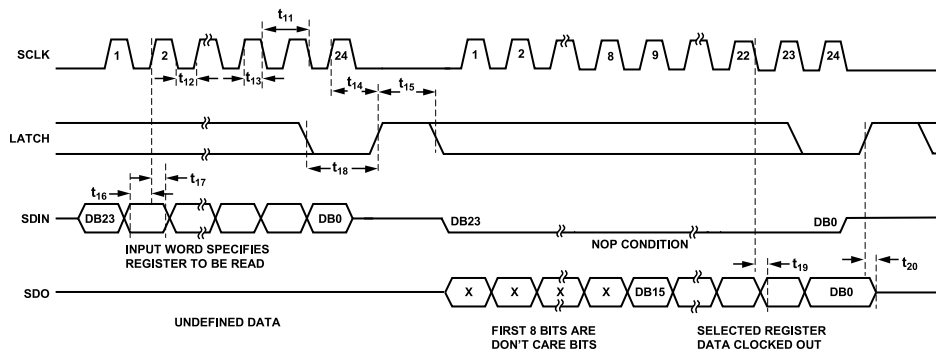 t11
SCLK 1 2 24 1 2 8 9 22 23 24
t12 t13 t14 t15
LATCH
t18
t16 t17
SDIN DB23 DB0 DB23 DB0
INPUT WORD SPECIFIES
REGISTER TO BE READ
NOP CONDITION
t19 t20
SDO X X X X DB15 DB0
UNDEFINED DATA
FIRST 8 BITS ARE
DON'T CARE BITS
SELECTED REGISTER
DATA CLOCKED OUT